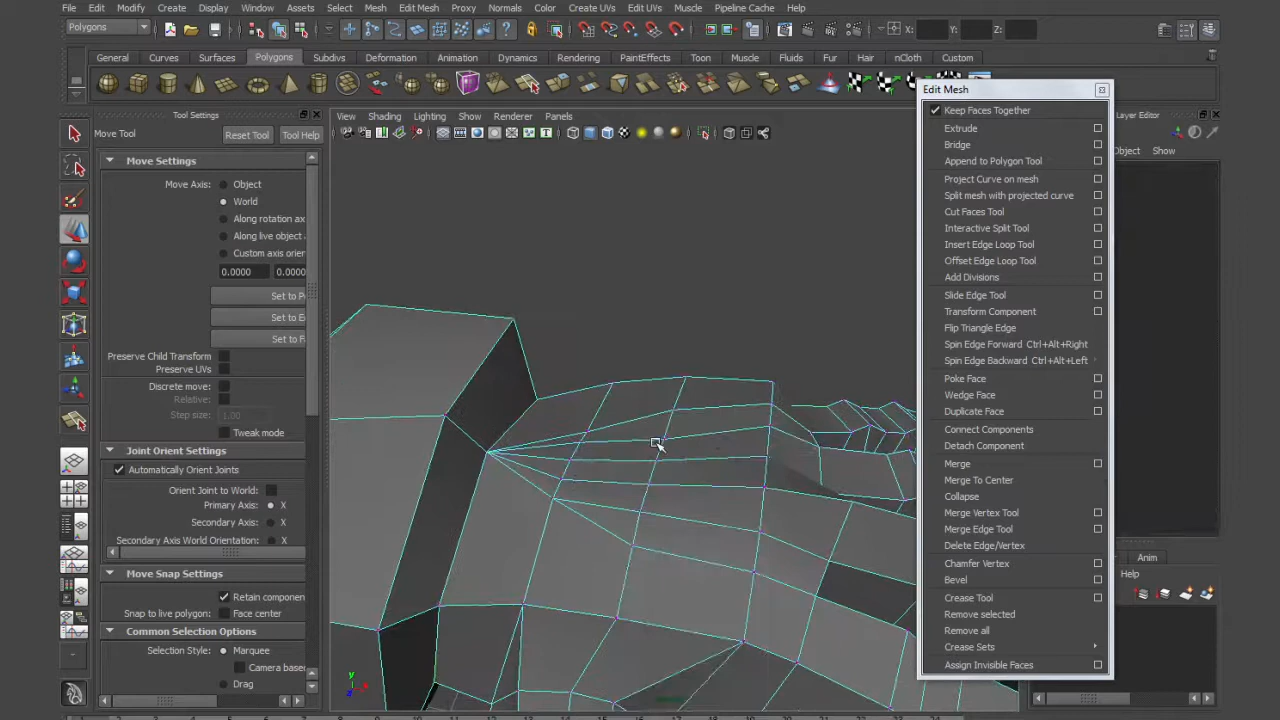 File Edit Modify Create Display Window Assets Select Mesh Edit Mesh Proxy Normals Color Create UVs Edit UVs Muscle Pipeline Cache Help
Polygons X: Y: Z:
General Curves Surfaces Polygons Subdivs Deformation Animation Dynamics Rendering PaintEffects Toon Muscle Fluids Fur Hair nCloth Custom
Tool Settings
Move Tool Reset Tool Tool Help
Move Settings
Move Axis: Object
World
Along rotation ax
Along live object a
Custom axis orien
0.0000 0.0000
Set to P
Set to E
Set to F
Preserve Child Transform
Preserve UVs
Discrete move:
Relative:
Step size: 1.00
Tweak mode
Joint Orient Settings
Automatically Orient Joints
Orient Joint to World:
Primary Axis: X
Secondary Axis: X
Secondary Axis World Orientation: X
Move Snap Settings
Retain componen
Snap to live polygon: Face center
Common Selection Options
Selection Style: Marquee
Camera base
Drag
View Shading Lighting Show Renderer Panels
y
Edit Mesh
Keep Faces Together
Extrude
Bridge
Append to Polygon Tool
Project Curve on mesh
Split mesh with projected curve
Cut Faces Tool
Interactive Split Tool
Insert Edge Loop Tool
Offset Edge Loop Tool
Add Divisions
Slide Edge Tool
Transform Component
Flip Triangle Edge
Spin Edge Forward Ctrl+Alt+Right
Spin Edge Backward Ctrl+Alt+Left
Poke Face
Wedge Face
Duplicate Face
Connect Components
Detach Component
Merge
Merge To Center
Collapse
Merge Vertex Tool
Merge Edge Tool
Delete Edge/Vertex
Chamfer Vertex
Bevel
Crease Tool
Remove selected
Remove all
Crease Sets
Assign Invisible Faces
Layer Editor
Object Show
Anim
Help